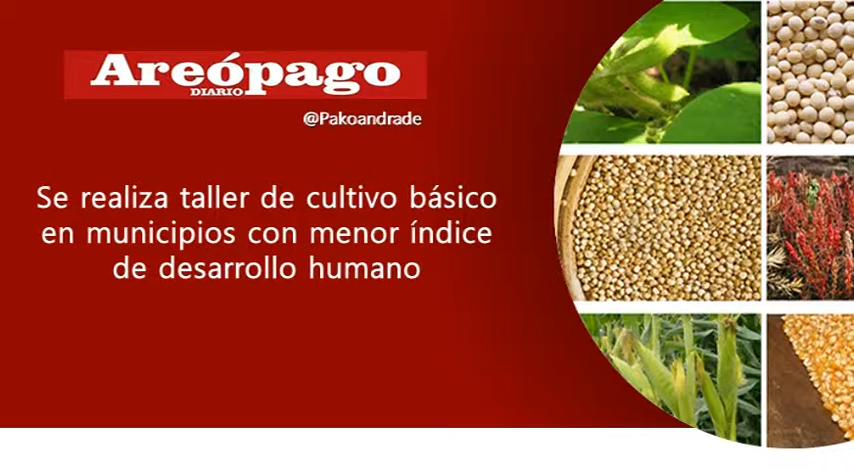 Areópago
DIARIO
@Pakoandrade
Se realiza taller de cultivo básico
en municipios con menor índice
de desarrollo humano